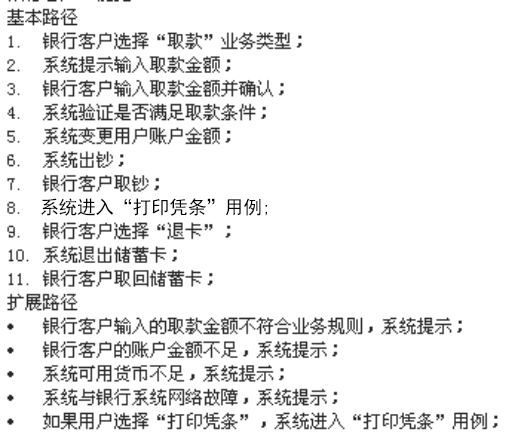 基本路径
1. 银行客户选择“取款”业务类型；
2. 系统提示输入取款金额；
3. 银行客户输入取款金额并确认；
4. 系统验证是否满足取款条件；
5. 系统变更用户账户金额；
6. 系统出钞；
7. 银行客户取钞；
8. 系统进入“打印凭条”用例;
9. 银行客户选择“退卡”；
10. 系统退出储蓄卡；
11. 银行客户取回储蓄卡；
扩展路径
• 银行客户输入的取款金额不符合业务规则，系统提示；
• 银行客户的账户金额不足，系统提示；
• 系统可用货币不足，系统提示；
• 系统与银行系统网络故障，系统提示；
• 如果用户选择“打印凭条”，系统进入“打印凭条”用例；